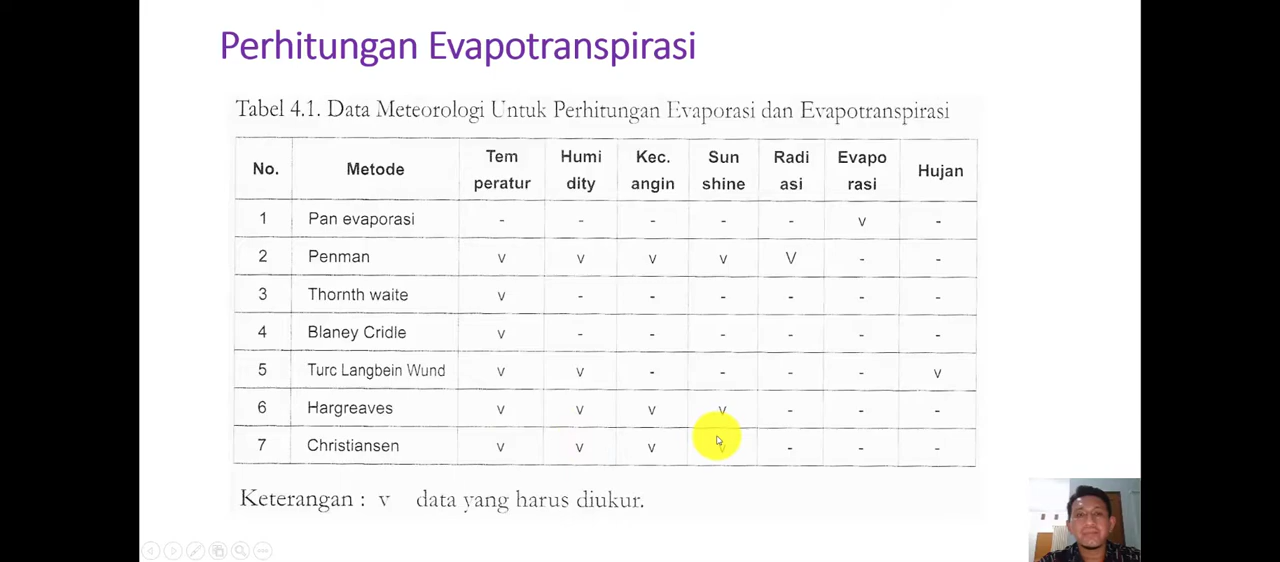 Perhitungan Evapotranspirasi
Tabel 4.1. Data Meteorologi Untuk Perhitungan Evaporasi dan Evapotranspirasi
No. Metode Tem peratur Humi dity Kec. angin Sun shine Radi asi Evapo rasi Hujan
1 Pan evaporasi - - - - - v -
2 Penman v v v v V - -
3 Thornth waite v - - - - - -
4 Blaney Cridle v - - - - - -
5 Turc Langbein Wund v v - - - - v
6 Hargreaves v v v v - - -
7 Christiansen v v v v - - -
Keterangan : v data yang harus diukur.